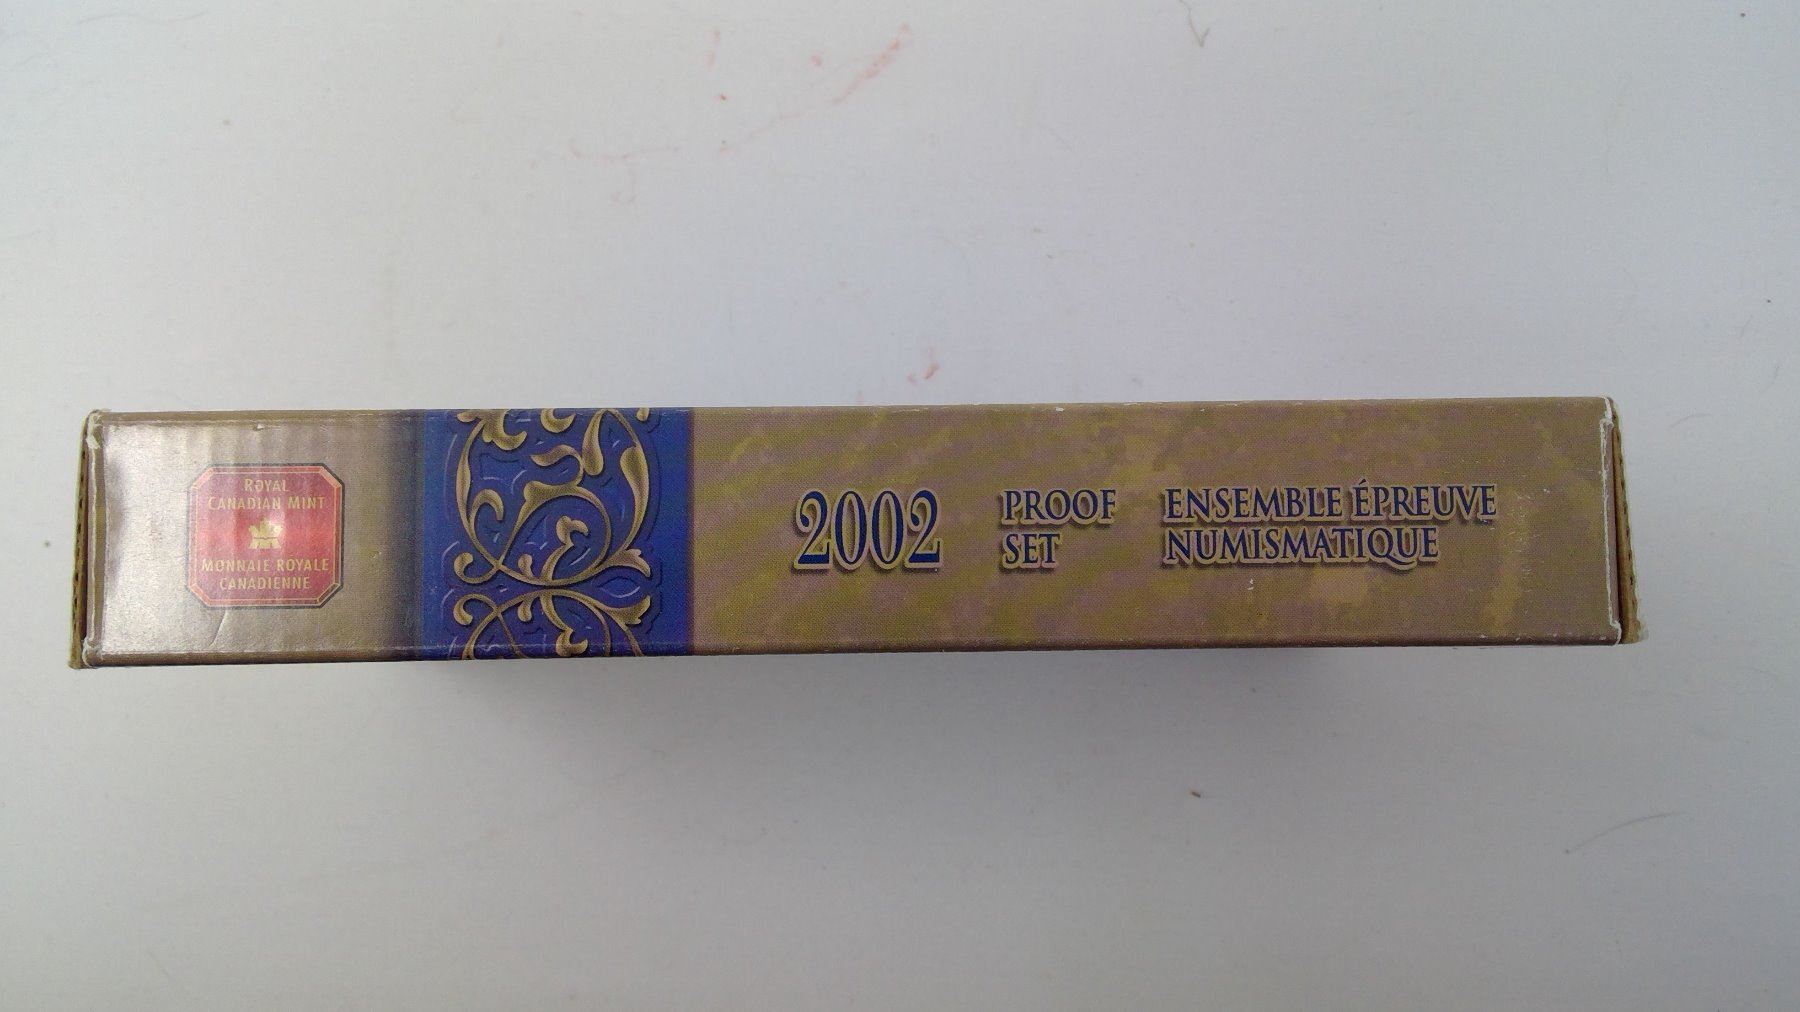 ROYAL
CANADIAN MINT
MONNAIE ROYALE
CANADIENNE
2002
PROOF
SET
ENSEMBLE ÉPREUVE
NUMISMATIQUE